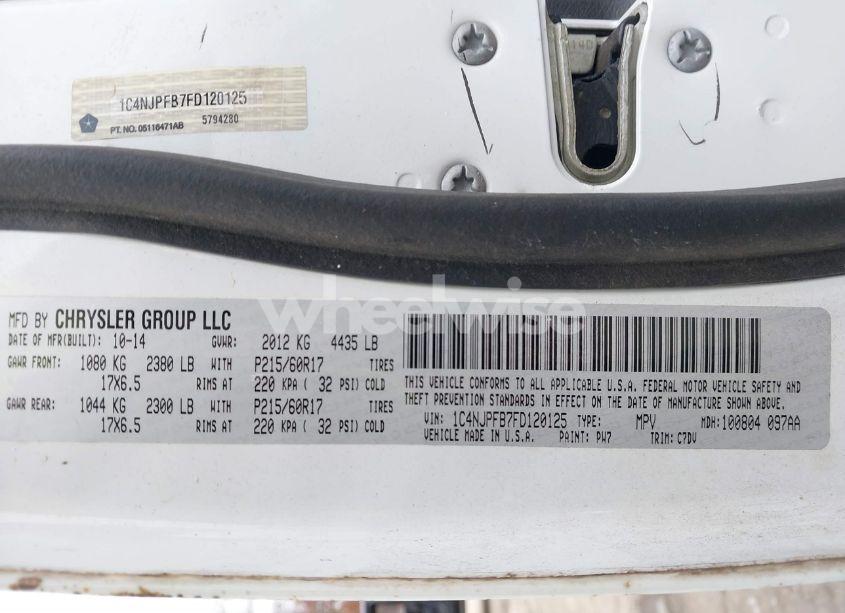 1C4NJPFB7FD120125
PT. NO. 05116471AB 5794280
wheelwise
MFD BY CHRYSLER GROUP LLC
DATE OF MFR(BUILT): 10-14 GVWR: 2012 KG 4435 LB
GAWR FRONT: 1080 KG 2380 LB WITH P215/60R17 TIRES
17X6.5 RIMS AT 220 KPA ( 32 PSI) COLD
GAWR REAR: 1044 KG 2300 LB WITH P215/60R17 TIRES
17X6.5 RIMS AT 220 KPA ( 32 PSI) COLD
THIS VEHICLE CONFORMS TO ALL APPLICABLE U.S.A. FEDERAL MOTOR VEHICLE SAFETY AND
THEFT PREVENTION STANDARDS IN EFFECT ON THE DATE OF MANUFACTURE SHOWN ABOVE.
VIN: 1C4NJPFB7FD120125 TYPE: MPV MDH: 100804 097AA
VEHICLE MADE IN U.S.A. PAINT: PW7 TRIM: C7DV